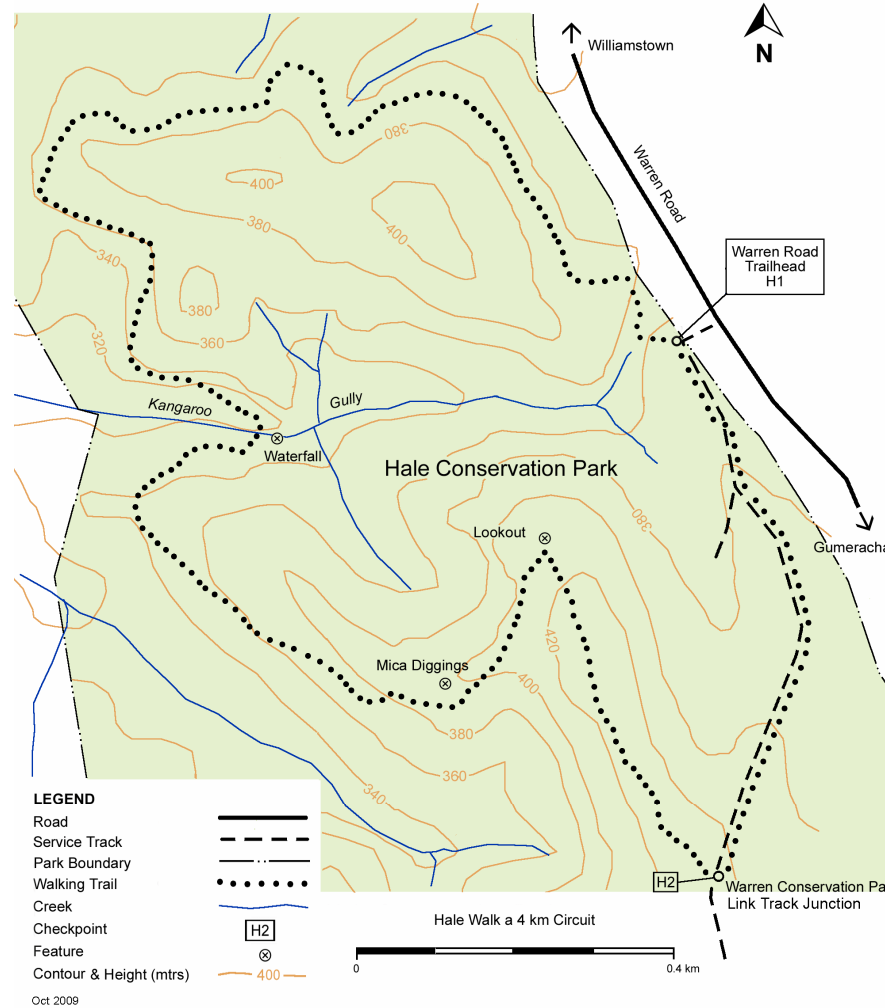 Williamstown
N
Warren Road
380
400
380
400
Warren Road
Trailhead
H1
340
380
320
360
Kangaroo
Gully
Waterfall
Hale Conservation Park
380
Lookout
Gumeracha
420
Mica Diggings
400
380
360
340
H2
Warren Conservation Pa
Link Track Junction
LEGEND
Road
Service Track
Park Boundary
Walking Trail
Creek
Checkpoint
H2
Feature
Contour & Height (mtrs)
400
Hale Walk a 4 km Circuit
0
0.4 km
Oct 2009